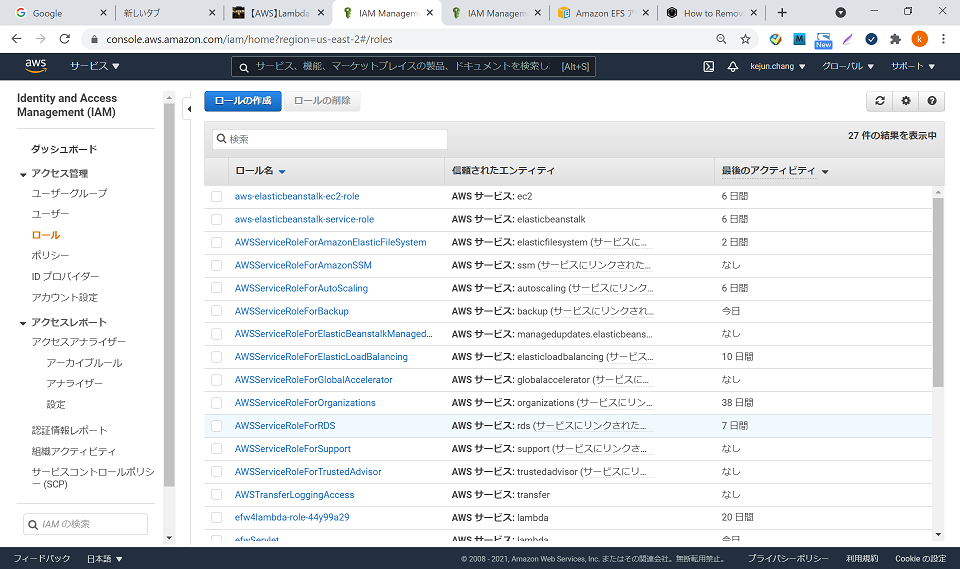 Google
新しいタブ
【AWS】Lambda
IAM Managem
IAM Managem
Amazon EFS フ
How to Remov
console.aws.amazon.com/iam/home?region=us-east-2#/roles
New
k
aws
サービス
サービス、機能、マーケットプレイスの製品、ドキュメントを検索し [Alt+S]
kejun.chang
グローバル
サポート
Identity and Access Management (IAM)
ダッシュボード
アクセス管理
ユーザーグループ
ユーザー
ロール
ポリシー
ID プロバイダー
アカウント設定
アクセスレポート
アクセスアナライザー
アーカイブルール
アナライザー
設定
認証情報レポート
組織アクティビティ
サービスコントロールポリシー (SCP)
IAM の検索
ロールの作成 ロールの削除
検索
27 件の結果を表示中
ロール名 信頼されたエンティティ 最後のアクティビティ
aws-elasticbeanstalk-ec2-role AWS サービス: ec2 6 日間
aws-elasticbeanstalk-service-role AWS サービス: elasticbeanstalk 6 日間
AWSServiceRoleForAmazonElasticFileSystem AWS サービス: elasticfilesystem (サービスに... 2 日間
AWSServiceRoleForAmazonSSM AWS サービス: ssm (サービスにリンクされた... なし
AWSServiceRoleForAutoScaling AWS サービス: autoscaling (サービスにリンク... 6 日間
AWSServiceRoleForBackup AWS サービス: backup (サービスにリンクされ... 今日
AWSServiceRoleForElasticBeanstalkManaged... AWS サービス: managedupdates.elasticbeans... なし
AWSServiceRoleForElasticLoadBalancing AWS サービス: elasticloadbalancing (サービス... 10 日間
AWSServiceRoleForGlobalAccelerator AWS サービス: globalaccelerator (サービスに... なし
AWSServiceRoleForOrganizations AWS サービス: organizations (サービスにリン... 38 日間
AWSServiceRoleForRDS AWS サービス: rds (サービスにリンクされた... 7 日間
AWSServiceRoleForSupport AWS サービス: support (サービスにリンクさ... なし
AWSServiceRoleForTrustedAdvisor AWS サービス: trustedadvisor (サービスにリ... なし
AWSTransferLoggingAccess AWS サービス: transfer なし
efw4lambda-role-44y99a29 AWS サービス: lambda 20 日間
efwServlet AWS サービス: lambda 今日
フィードバック 日本語 © 2008 - 2021, Amazon Web Services, Inc. またはその関連会社。無断転用禁止。 プライバシーポリシー 利用規約 Cookie の設定